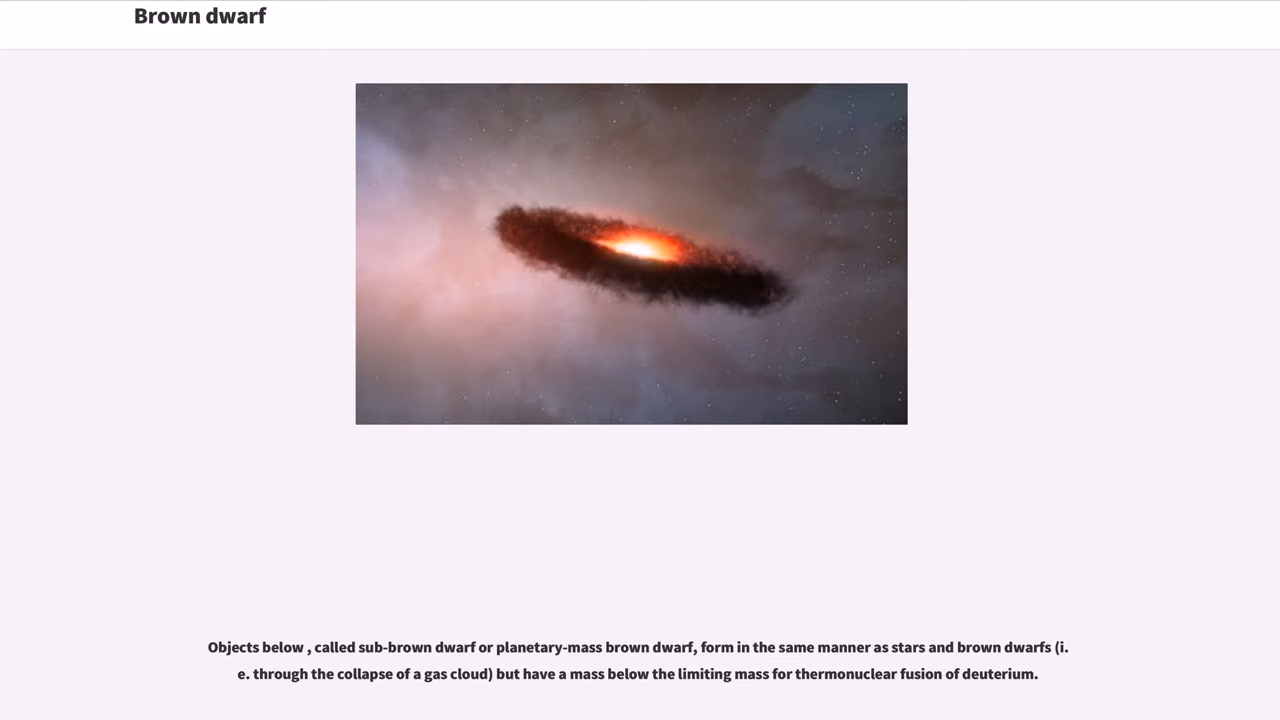 Brown dwarf
Objects below , called sub-brown dwarf or planetary-mass brown dwarf, form in the same manner as stars and brown dwarfs (i.
e. through the collapse of a gas cloud) but have a mass below the limiting mass for thermonuclear fusion of deuterium.